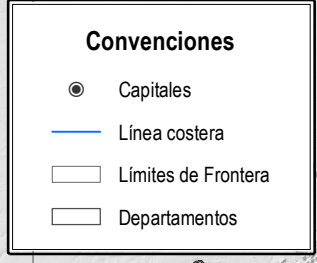 Convenciones
Capitales
Línea costera
Límites de Frontera
Departamentos